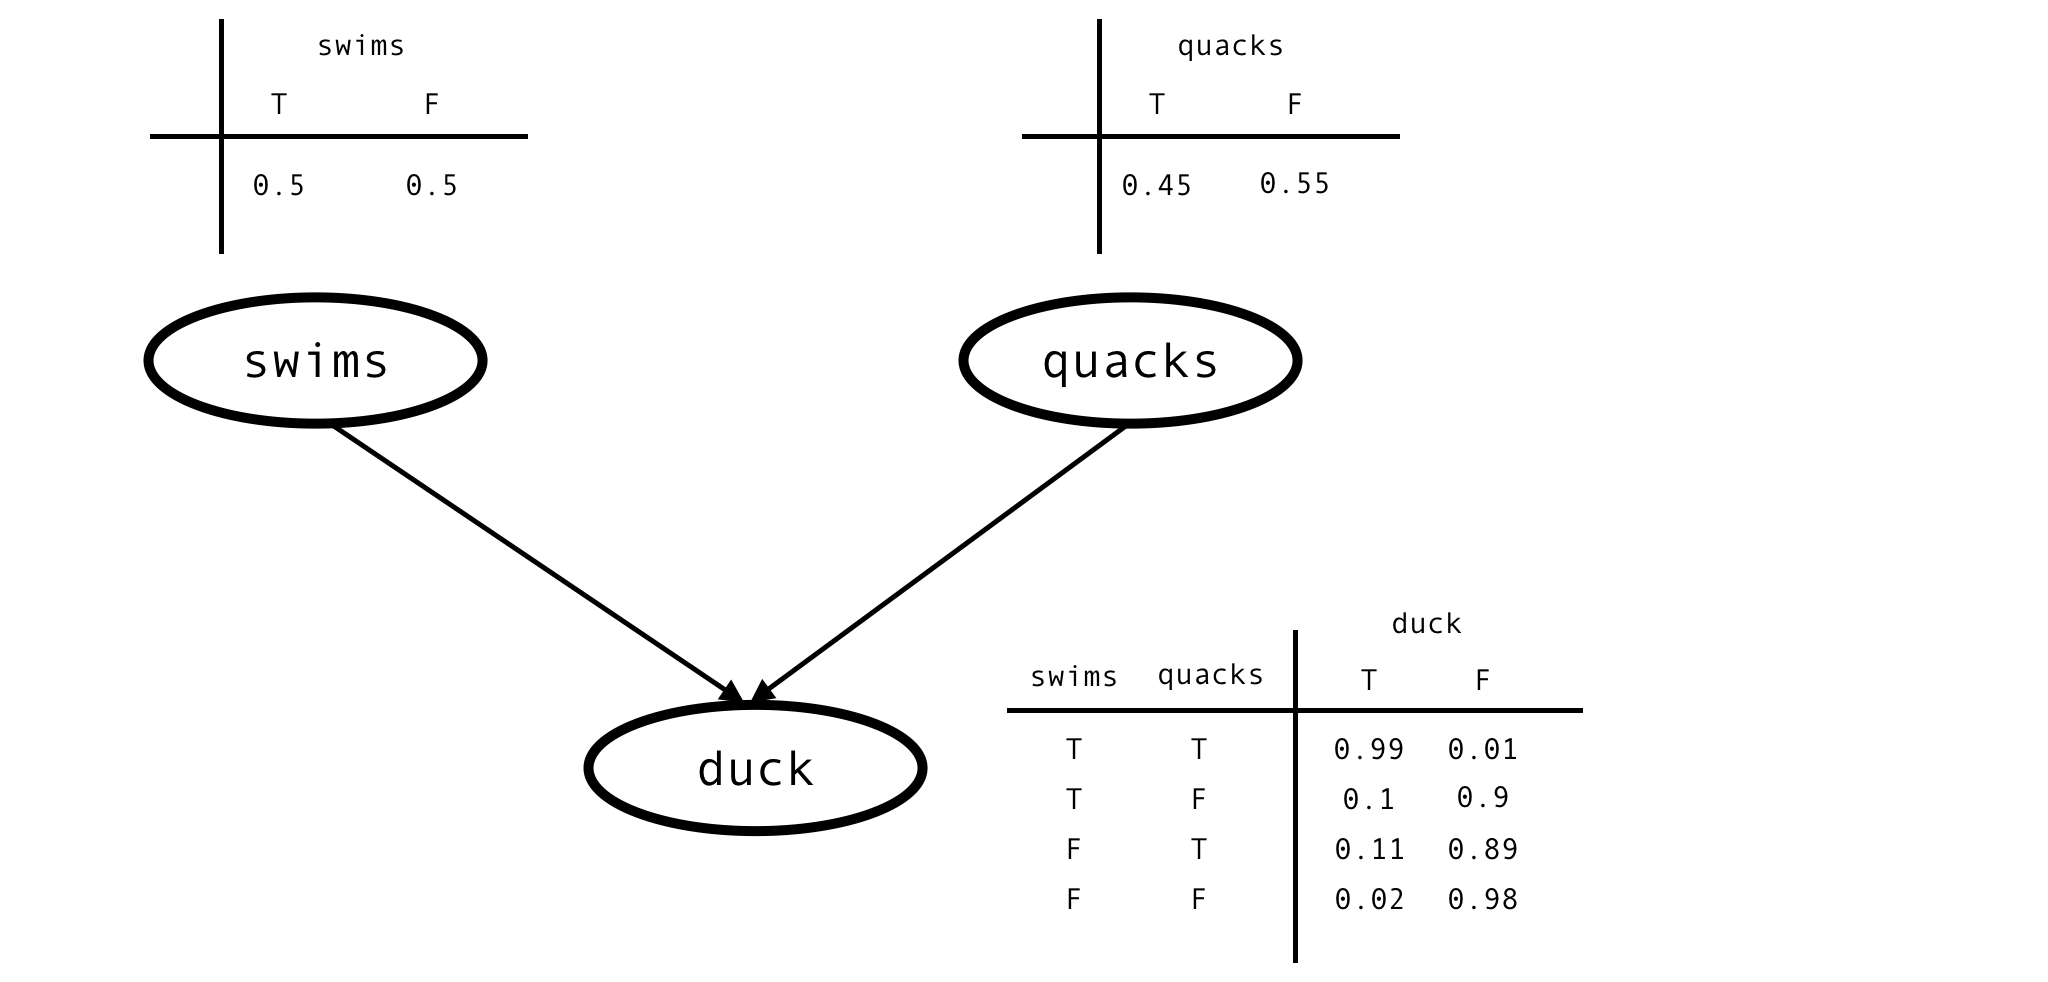 swims
T F
0.5 0.5
quacks
T F
0.45 0.55
swims
quacks
duck
duck
swims quacks T F
T T 0.99 0.01
T F 0.1 0.9
F T 0.11 0.89
F F 0.02 0.98